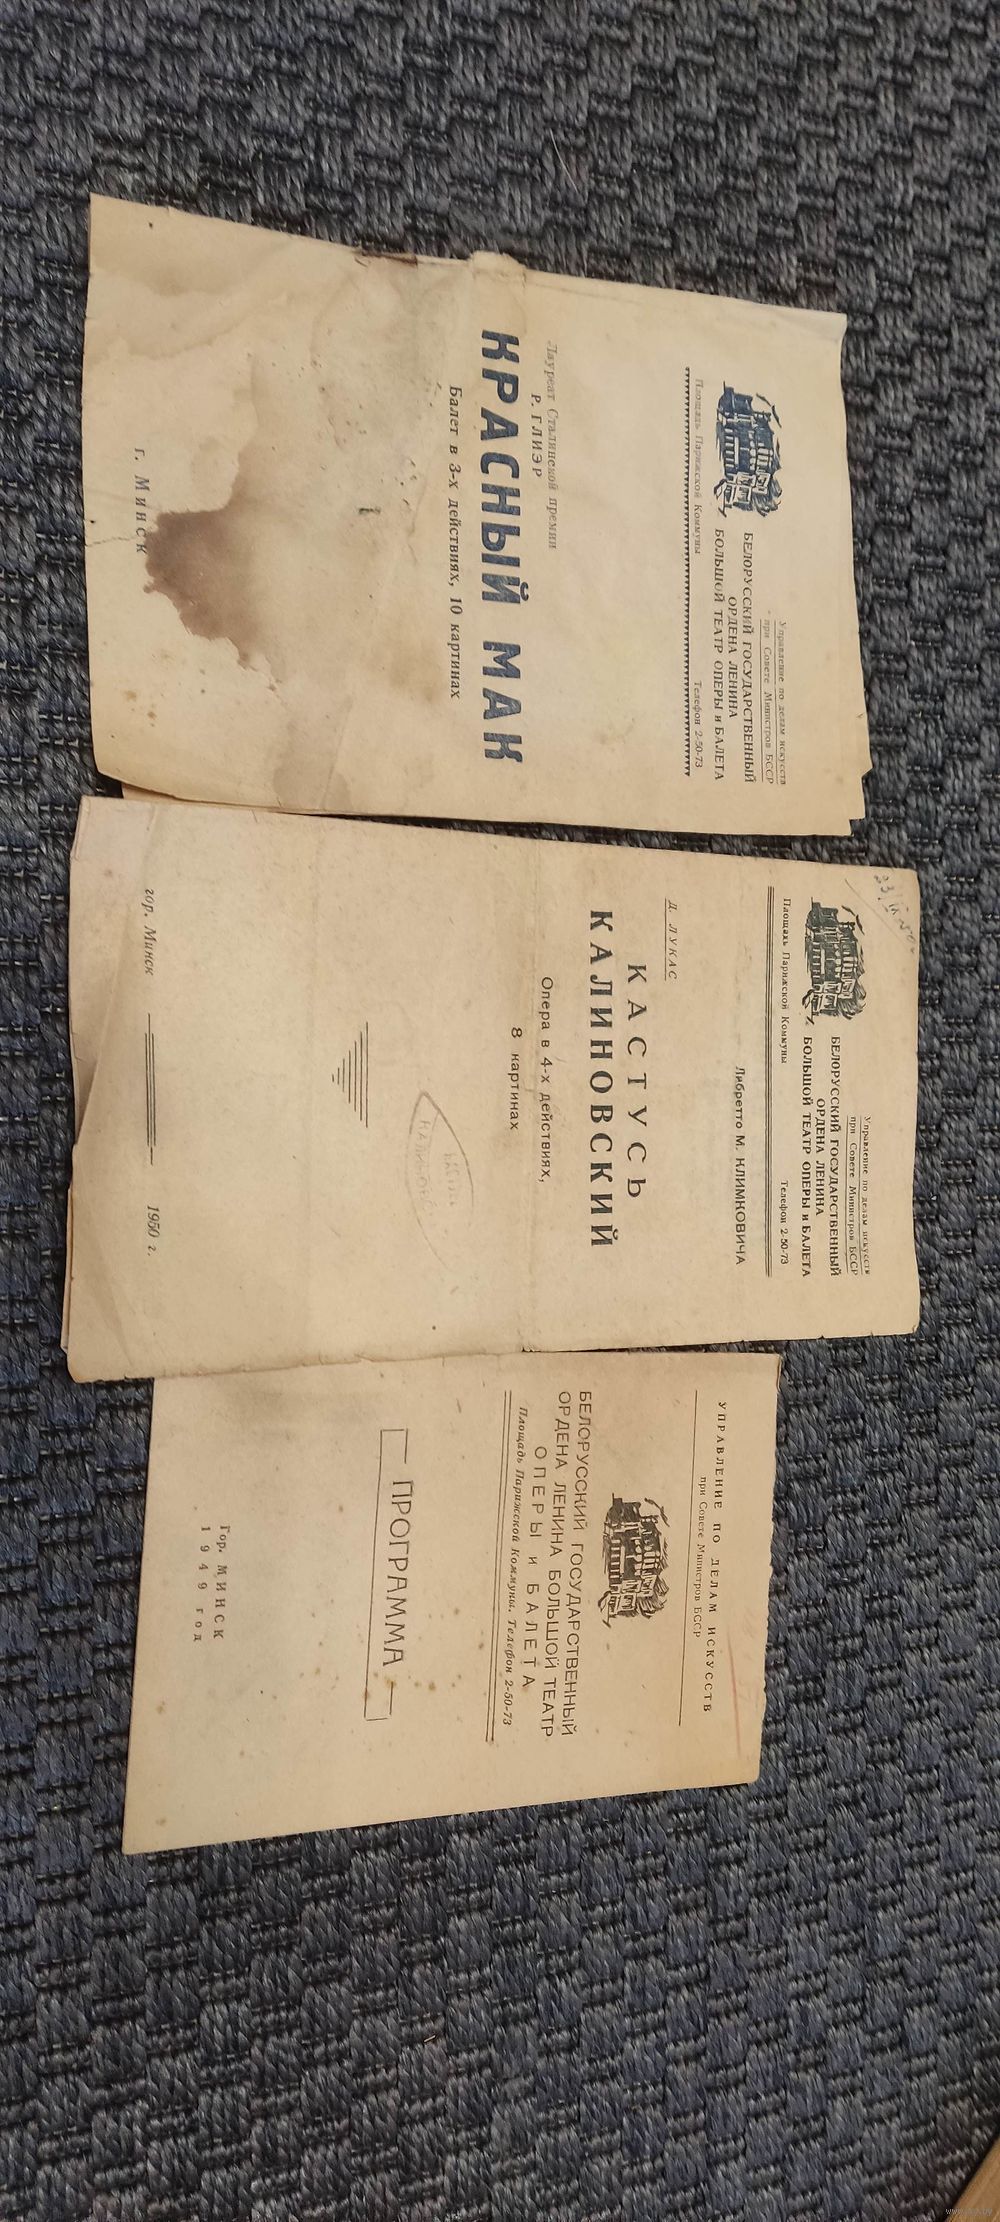 Управление по делам искусств
при Совете Министров БССР
БЕЛОРУССКИЙ ГОСУДАРСТВЕННЫЙ
ОРДЕНА ЛЕНИНА
БОЛЬШОЙ ТЕАТР ОПЕРЫ и БАЛЕТА
Площадь Парижской Коммуны Телефон 2-50-73
Лауреат Сталинской премии
Р. ГЛИЭР
КРАСНЫЙ МАК
Балет в 3-х действиях, 10 картинах
г. МИНСК
Управление по делам искусств
при Совете Министров БССР
БЕЛОРУССКИЙ ГОСУДАРСТВЕННЫЙ
ОРДЕНА ЛЕНИНА
БОЛЬШОЙ ТЕАТР ОПЕРЫ и БАЛЕТА
Площадь Парижской Коммуны Телефон 2-50-73
Либретто М. КЛИМКОВИЧА
Д. ЛУКАС
КАСТУСЬ
КАЛИНОВСКИЙ
Опера в 4-х действиях,
8 картинах
гор. Минск 1950 г.
УПРАВЛЕНИЕ ПО ДЕЛАМ ИСКУССТВ
при Совете Министров БССР
БЕЛОРУССКИЙ ГОСУДАРСТВЕННЫЙ
ОРДЕНА ЛЕНИНА БОЛЬШОЙ ТЕАТР
ОПЕРЫ и БАЛЕТА
Площадь Парижской Коммуны. Телефон 2-50-73
ПРОГРАММА
Гор. МИНСК
1949 год